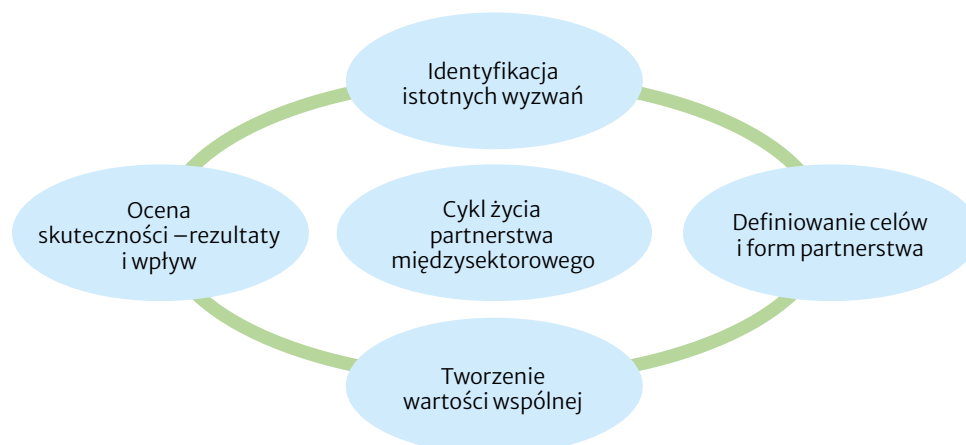 Identyfikacja
istotnych wyzwań
Ocena
skuteczności –rezultaty
i wpływ
Cykl życia
partnerstwa
międzysektorowego
Definiowanie celów
i form partnerstwa
Tworzenie
wartości wspólnej